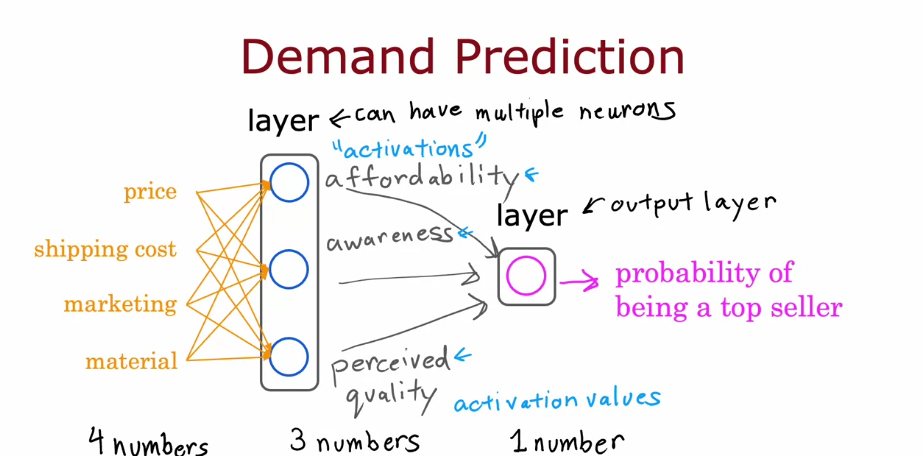 Demand Prediction
layer ← can have multiple neurons
"activations"
affordability ←
price
layer ← output layer
awareness ←
shipping cost
probability of
being a top seller
marketing
material
perceived ←
quality
activation values
4 numbers
3 numbers
1 number